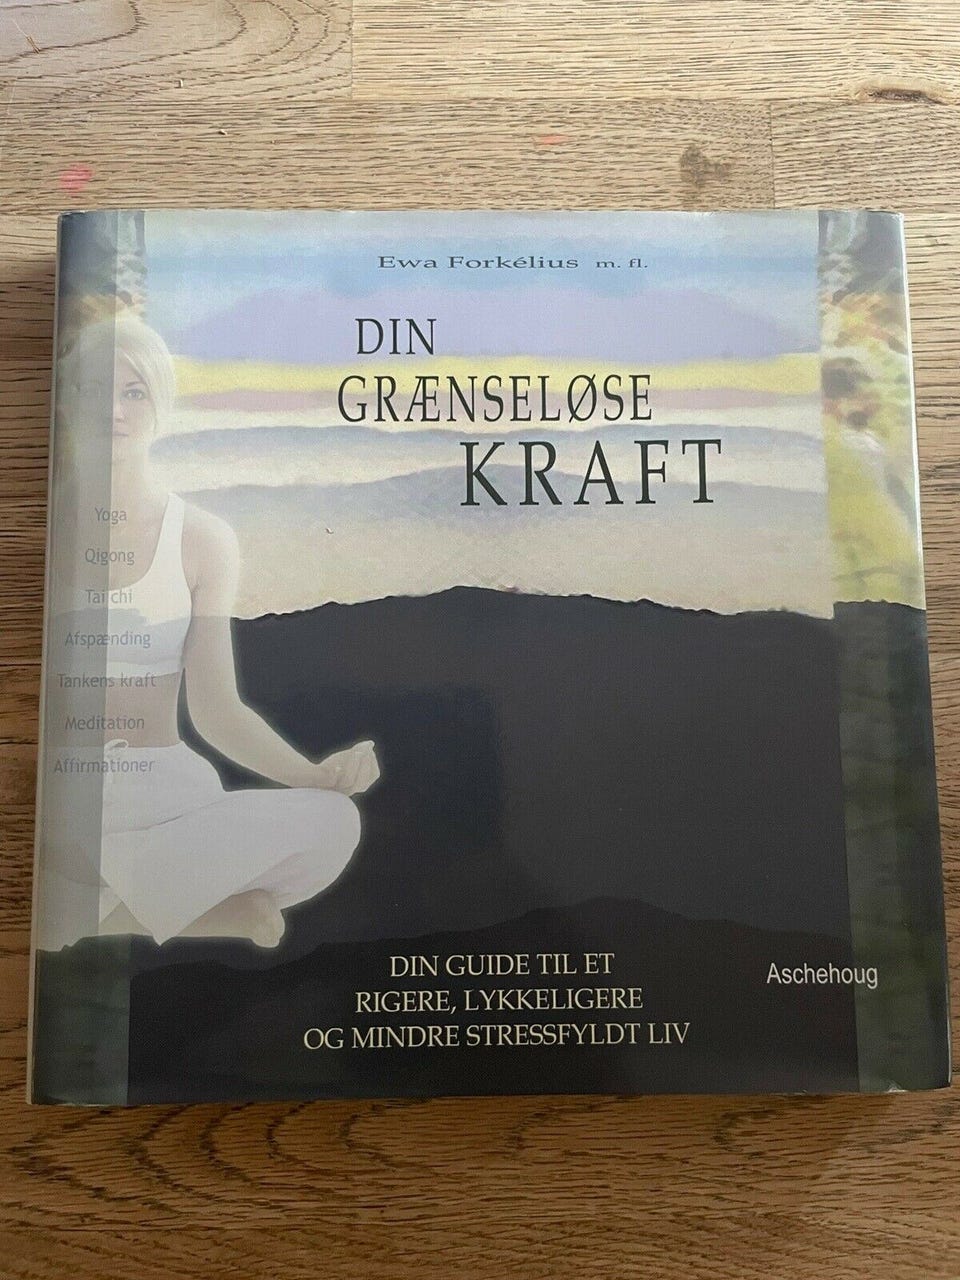 Ewa Forkélius m. fl.
DIN
GRÆNSELØSE
KRAFT
Yoga
Qigong
Tai chi
Afspænding
Tankens kraft
Meditation
Affirmationer
DIN GUIDE TIL ET
RIGERE, LYKKELIGERE
OG MINDRE STRESSFYLDT LIV
Aschehoug